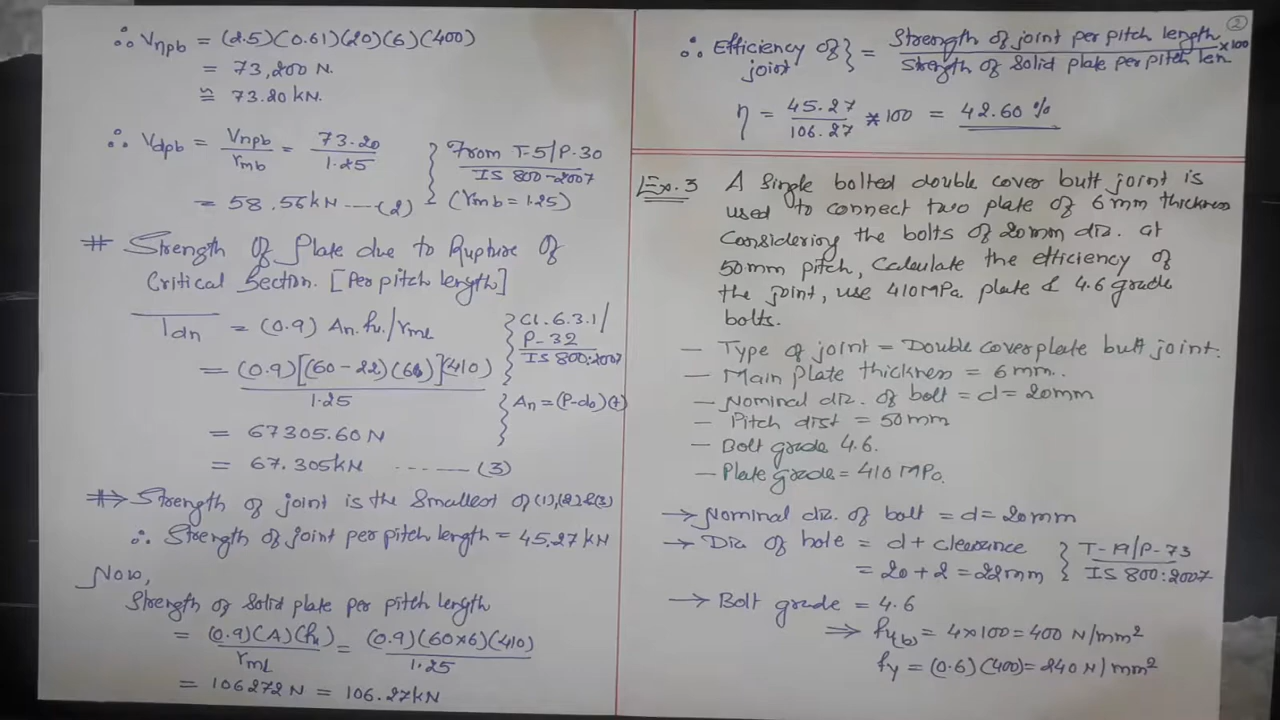 ∴ Vnpb = (2.5)(0.61)(20)(6)(400)
= 73,200 N.
≅ 73.20 kN.
∴ Vdpb = Vnpb/γmb = 73.20/1.25 } From T-5/P-30 IS 800-2007
= 58.56 kN ---- (2) (γmb = 1.25)
# Strength Of Plate due to Rupture of
Critical Section. [Per pitch length]
Tdn = (0.9) An.fu./γml } Cl. 6.3.1/P-32 IS 800:2007
= (0.9)[(60-22)(6)](410)/1.25 } An = (P-do)(t)
= 67305.60 N
= 67.305 kN ------- (3)
⇒ Strength of joint is the smallest of (1),(2) & (3)
∴ Strength of joint per pitch length = 45.27 kN
Now,
Strength of Solid plate per pitch length
= (0.9)(A)(fu)/γml = (0.9)(60×6)(410)/1.25
= 106272 N = 106.27 kN
2
∴ Efficiency of joint } = Strength of joint per pitch length/Strength of Solid plate per pitch len. ×100
η = 45.27/106.27 * 100 = 42.60 %
Ex. 3 A Single bolted double cover butt joint is
used to connect two plate of 6mm thickness
Considering the bolts of 20mm dia. at
50mm pitch, Calculate the efficiency of
the joint, use 410MPa plate & 4.6 grade
bolts.
- Type of joint = Double coverplate butt joint.
- Main plate thickness = 6 mm..
- Nominal dia. of bolt = d = 20mm
- Pitch dist = 50mm
- Bolt grade 4.6.
- Plate grade = 410 MPa.
→ Nominal dia. of bolt = d = 20mm
→ Dia of hole = d + clearance } T-19/P-73
= 20 + 2 = 22mm IS 800:2007
→ Bolt grade = 4.6
⇒ fu(b) = 4×100 = 400 N/mm²
fy = (0.6)(400) = 240 N/mm²